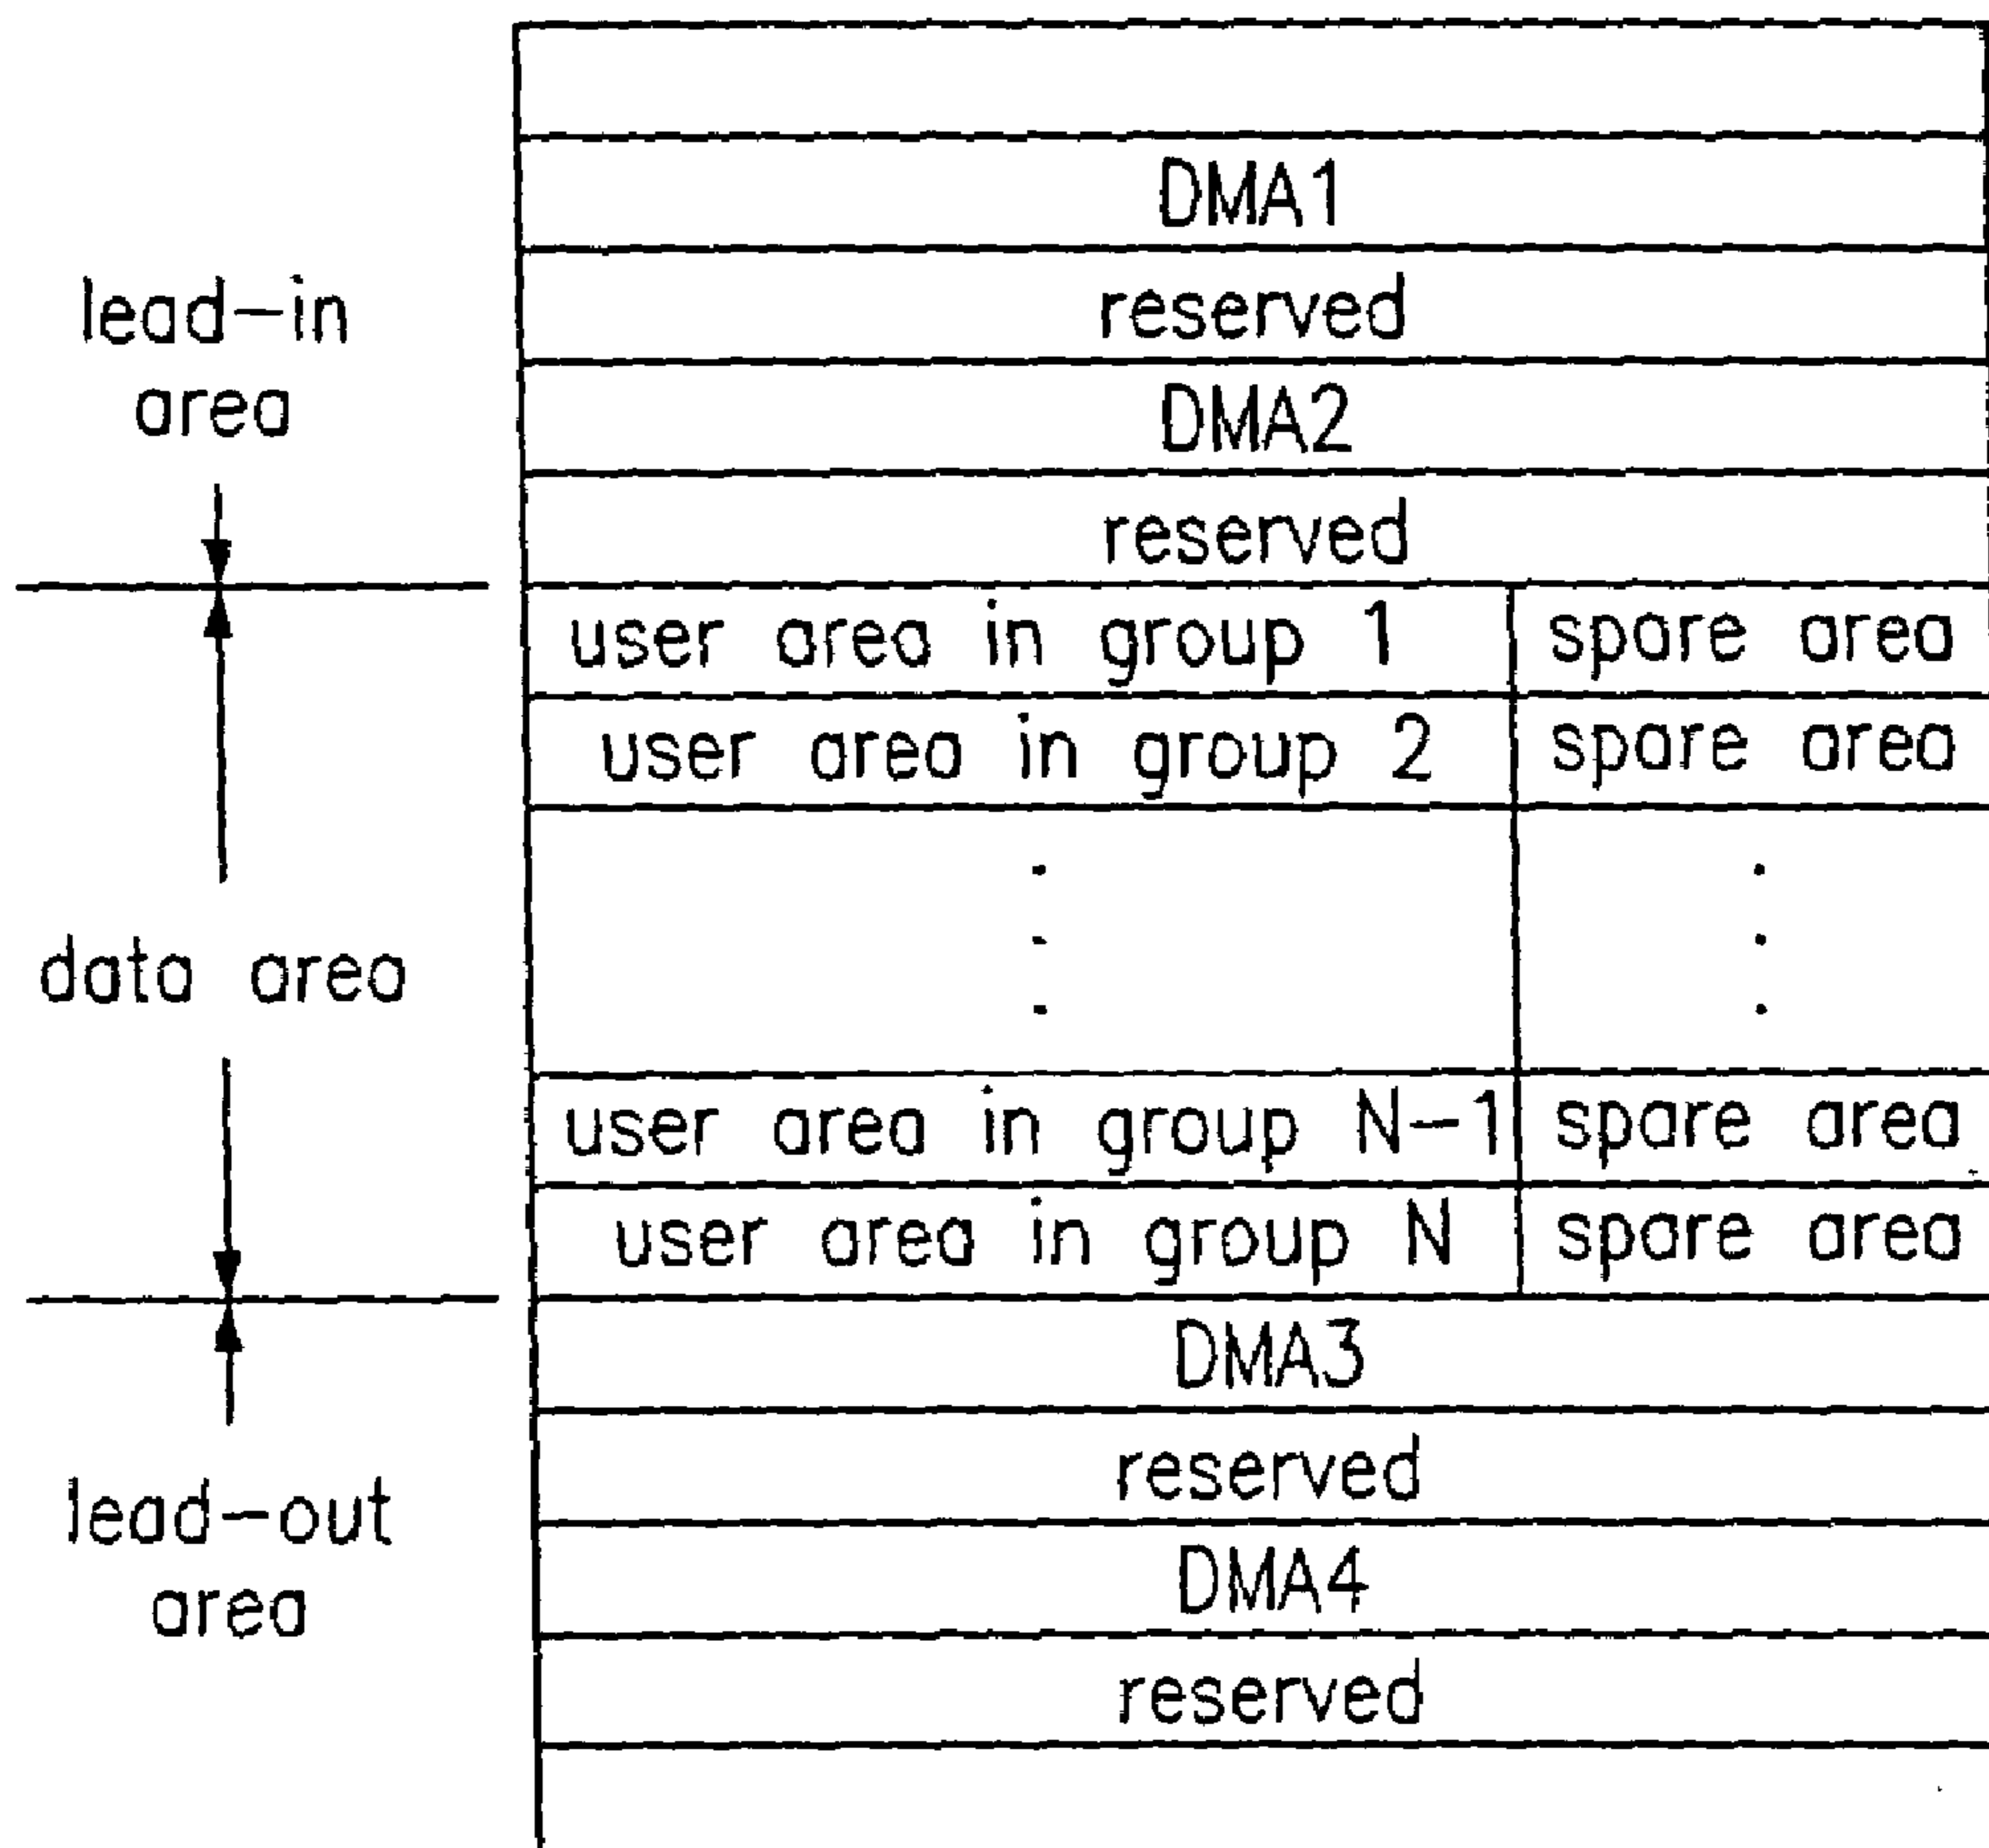 DMA1
reserved
lead-in
area
DMA2
reserved
user area in group 1 spare area
user area in group 2 spare area
data area
user area in group N-1 spare area
user area in group N spare area
DMA3
reserved
lead-out
area
DMA4
reserved